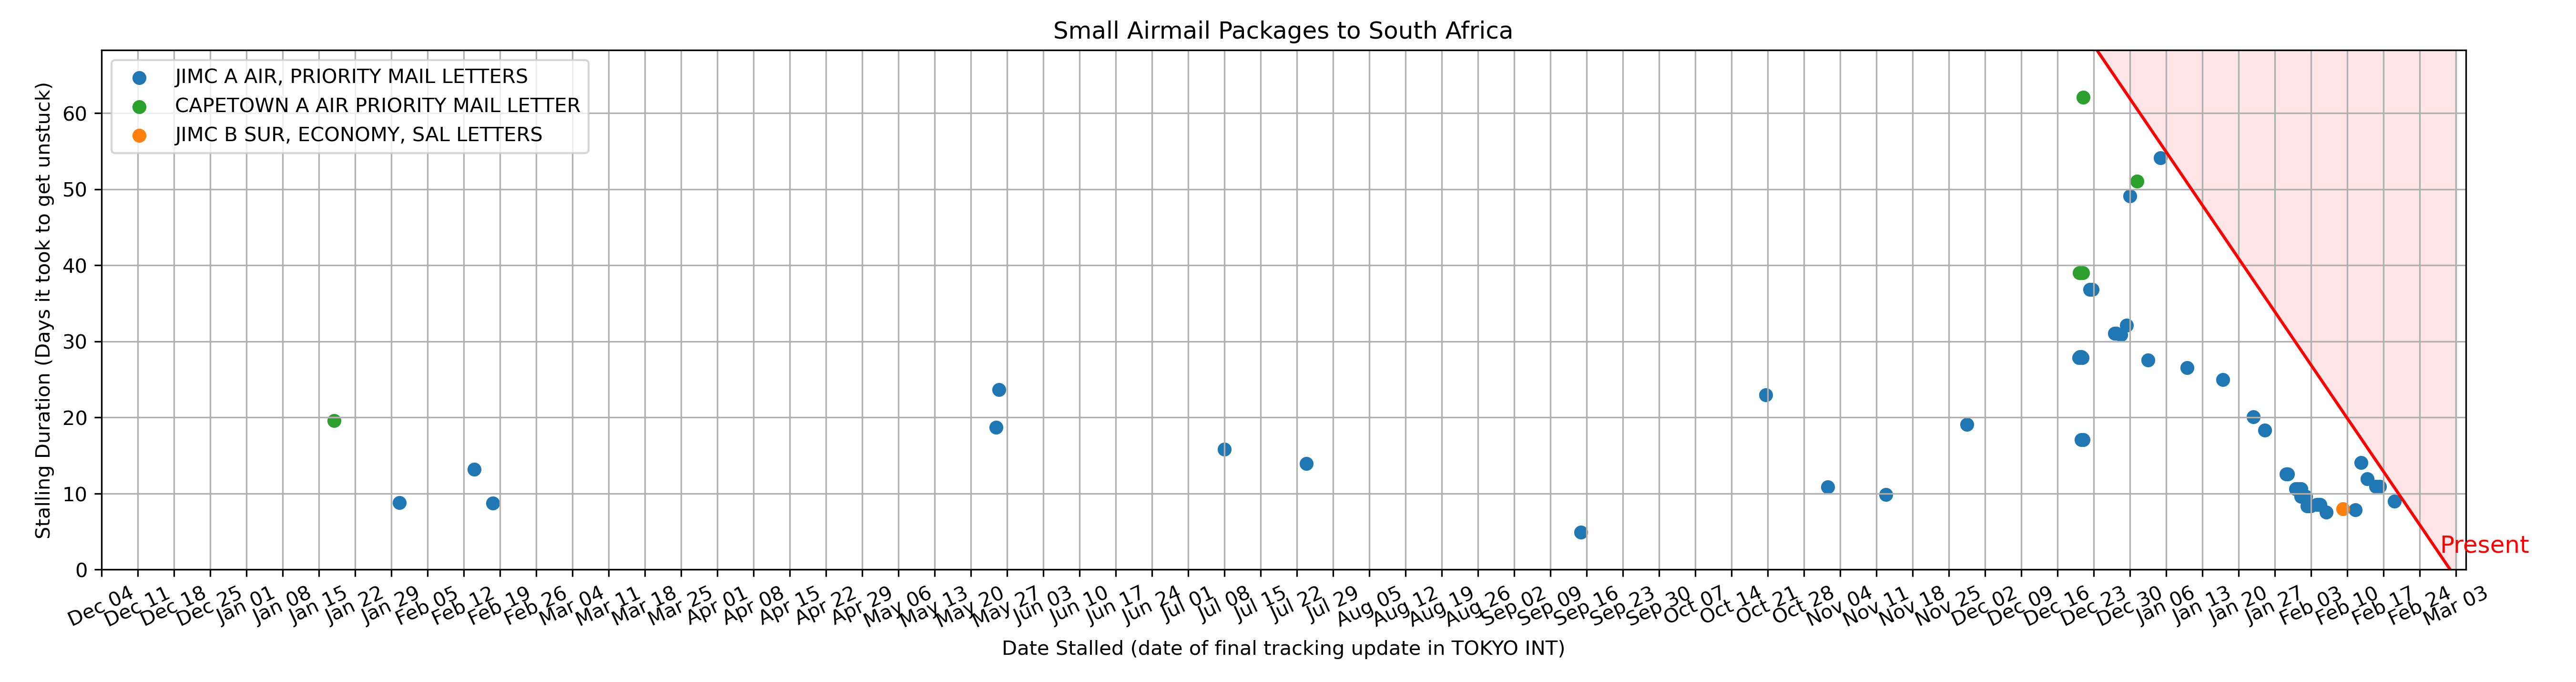 Small Airmail Packages to South Africa
JIMC A AIR, PRIORITY MAIL LETTERS
CAPETOWN A AIR PRIORITY MAIL LETTER
JIMC B SUR, ECONOMY, SAL LETTERS
Stalling Duration (Days it took to get unstuck)
60
50
40
30
20
10
0
Present
Dec 04
Dec 11
Dec 18
Dec 25
Jan 01
Jan 08
Jan 15
Jan 22
Jan 29
Feb 05
Feb 12
Feb 19
Feb 26
Mar 04
Mar 11
Mar 18
Mar 25
Apr 01
Apr 08
Apr 15
Apr 22
Apr 29
May 06
May 13
May 20
May 27
Jun 03
Jun 10
Jun 17
Jun 24
Jul 01
Jul 08
Jul 15
Jul 22
Jul 29
Aug 05
Aug 12
Aug 19
Aug 26
Sep 02
Sep 09
Sep 16
Sep 23
Sep 30
Oct 07
Oct 14
Oct 21
Oct 28
Nov 04
Nov 11
Nov 18
Nov 25
Dec 02
Dec 09
Dec 16
Dec 23
Dec 30
Jan 06
Jan 13
Jan 20
Jan 27
Feb 03
Feb 10
Feb 17
Feb 24
Mar 03
Date Stalled (date of final tracking update in TOKYO INT)